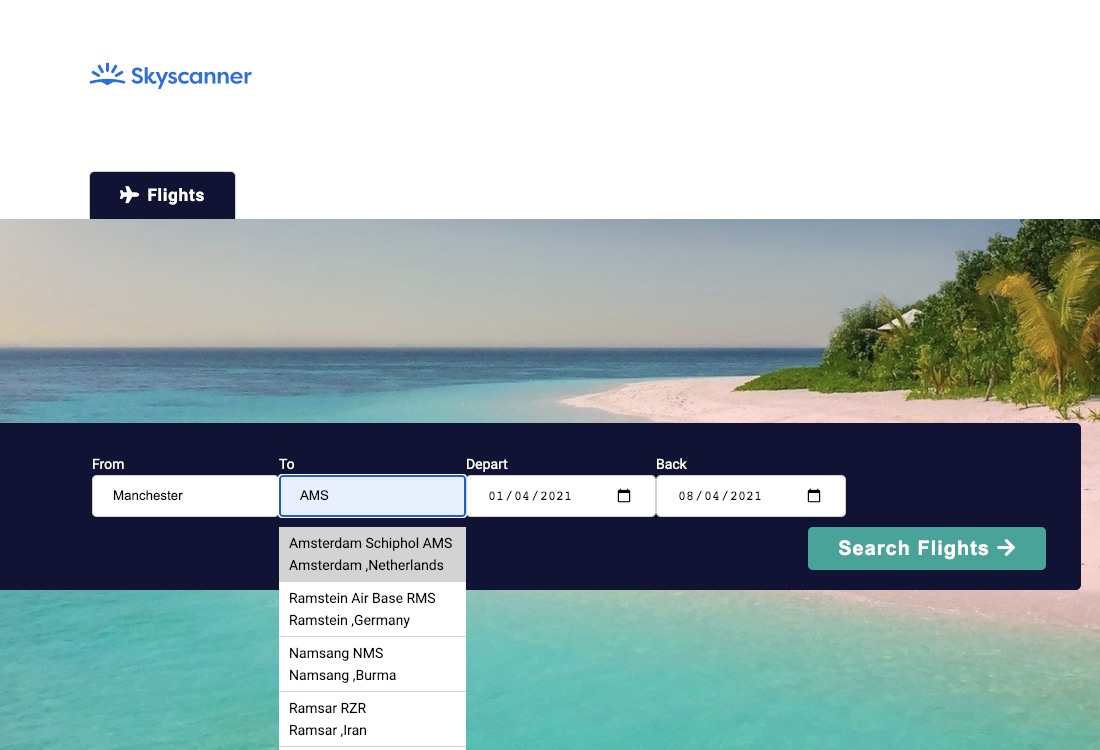 Skyscanner
Flights
From To Depart Back
Manchester AMS 01/04/2021 08/04/2021
Amsterdam Schiphol AMS
Amsterdam ,Netherlands
Search Flights
Ramstein Air Base RMS
Ramstein ,Germany
Namsang NMS
Namsang ,Burma
Ramsar RZR
Ramsar ,Iran